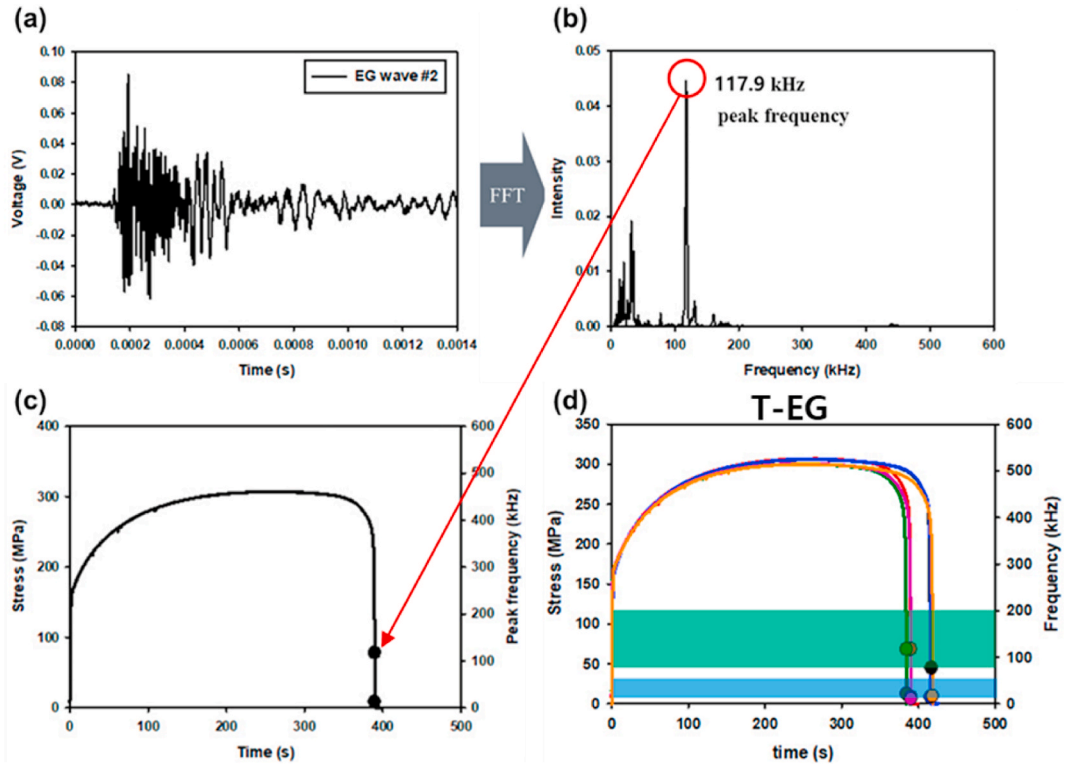 (a)
0.10
0.08
0.06
0.04
0.02
0.00
-0.02
-0.04
-0.06
-0.08
Voltage (V)
EG wave #2
0.0000 0.0002 0.0004 0.0006 0.0008 0.0010 0.0012 0.0014
Time (s)
FFT
(b)
0.05
0.04
0.03
0.02
0.01
0.00
Intensity
117.9 kHz
peak frequency
0 100 200 300 400 500 600
Frequency (kHz)
(c)
400
300
200
100
0
Stress (MPa)
600
500
400
300
200
100
0
Peak frequency (kHz)
0 100 200 300 400 500
Time (s)
(d)
T-EG
350
300
250
200
150
100
50
0
Stress (MPa)
600
500
400
300
200
100
0
Frequency (kHz)
0 100 200 300 400 500
time (s)